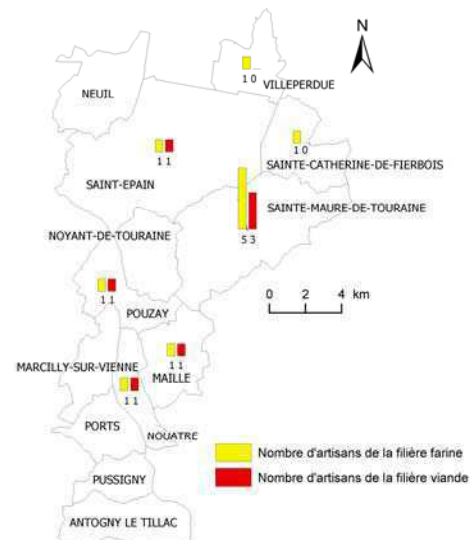 N
1 0
VILLEPERDUE
NEUIL
1 0
1 1
SAINTE-CATHERINE-DE-FIERBOIS
SAINT-EPAIN
SAINTE-MAURE-DE-TOURAINE
NOYANT-DE-TOURAINE
5 3
1 1
0 2 4 km
POUZAY
1 1
MARCILLY-SUR-VIENNE
MAILLE
1 1
PORTS
NOUATRE
Nombre d'artisans de la filière farine
Nombre d'artisans de la filière viande
PUSSIGNY
ANTOGNY LE TILLAC